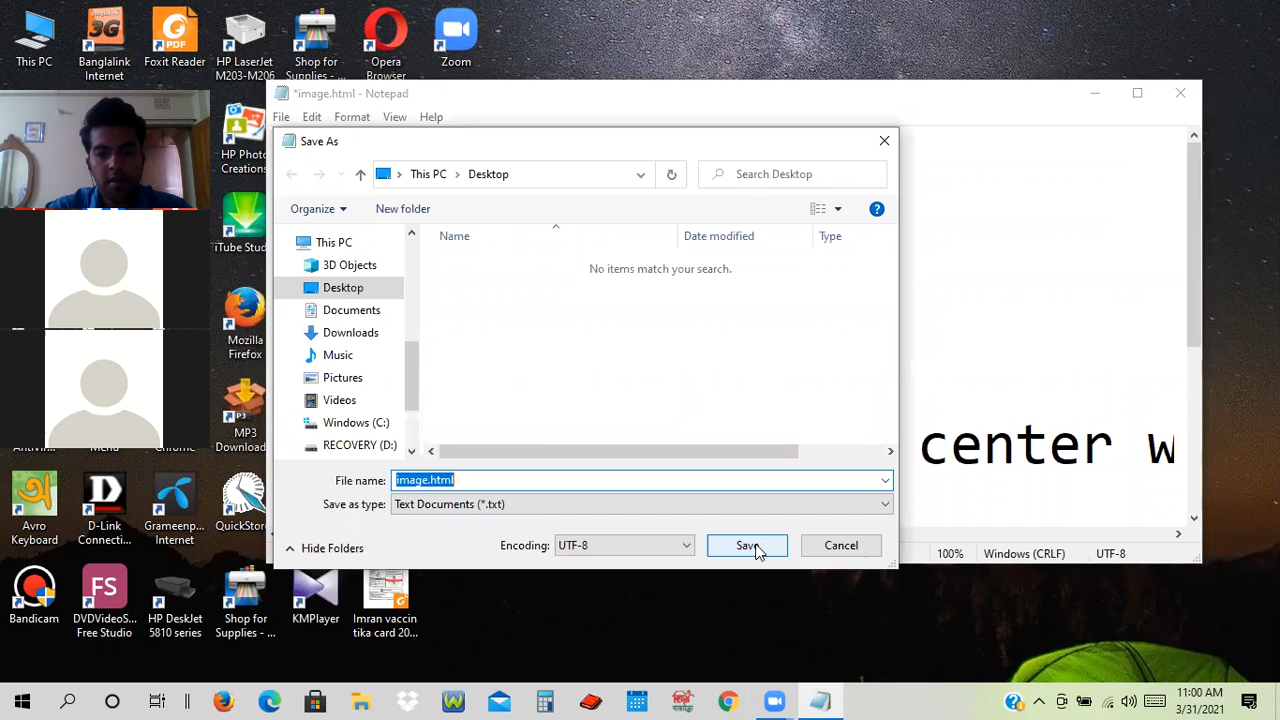 This PC
Banglalink
Internet
Foxit Reader
HP LaserJet
M203-M206
Shop for
Supplies - ...
Opera
Browser
Zoom
HP Photo
Creations
iTube Stud
Mozilla
Firefox
MP3
Download
*image.html - Notepad
File Edit Format View Help
Save As
This PC > Desktop
Search Desktop
Organize
New folder
This PC
3D Objects
Desktop
Documents
Downloads
Music
Pictures
Videos
Windows (C:)
RECOVERY (D:)
Name
Date modified
Type
No items match your search.
File name: image.html
Save as type: Text Documents (*.txt)
Hide Folders
Encoding: UTF-8
Save
Cancel
center w
100% Windows (CRLF) UTF-8
অ
Avro
Keyboard
D-Link
Connecti...
Grameenp...
QuickStor
Bandicam
FS
DVDVideoS...
Free Studio
HP DeskJet
5810 series
Shop for
Supplies - ...
KMPlayer
Imran vaccin
tika card 20...
11:00 AM
3/31/2021